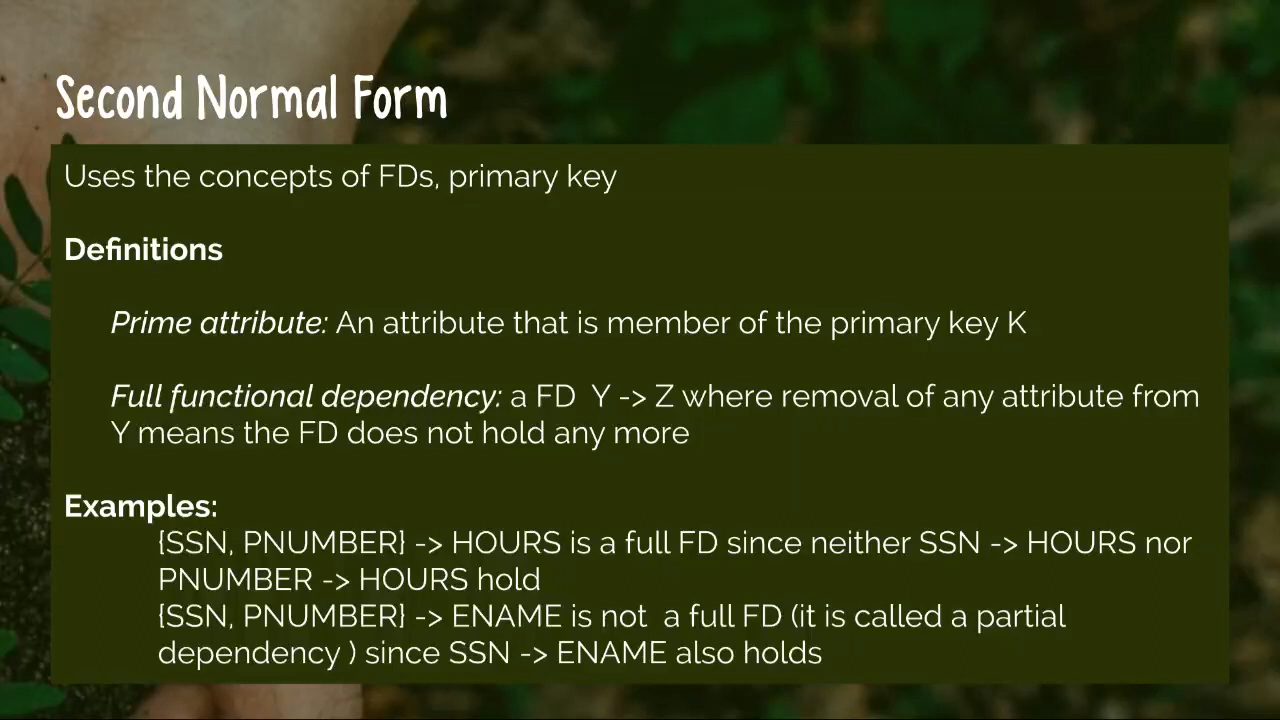 Second Normal Form
Uses the concepts of FDs, primary key
Definitions
Prime attribute: An attribute that is member of the primary key K
Full functional dependency: a FD  Y -> Z where removal of any attribute from
Y means the FD does not hold any more
Examples:
{SSN, PNUMBER} -> HOURS is a full FD since neither SSN -> HOURS nor
PNUMBER -> HOURS hold
{SSN, PNUMBER} -> ENAME is not  a full FD (it is called a partial
dependency ) since SSN -> ENAME also holds